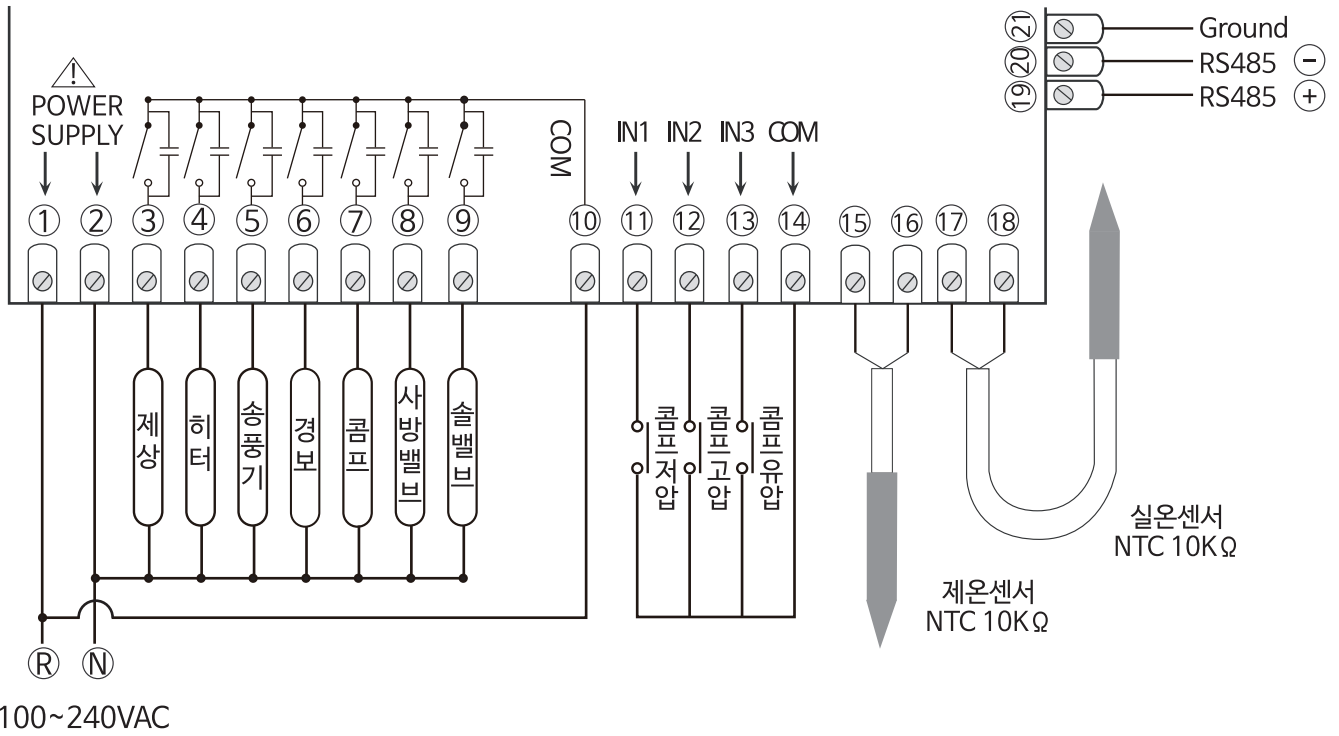 ㉑ Ground
⑳ RS485 ⊖
⑲ RS485 ⊕
⚠
POWER
SUPPLY
COM
IN1 IN2 IN3 COM
① ② ③ ④ ⑤ ⑥ ⑦ ⑧ ⑨ ⑩ ⑪ ⑫ ⑬ ⑭ ⑮ ⑯ ⑰ ⑱
제상
히터
송풍기
경보
콤프
사방밸브
솔밸브
콤프저압
콤프고압
콤프유압
실온센서
NTC 10KΩ
제온센서
NTC 10KΩ
Ⓡ Ⓝ
100~240VAC